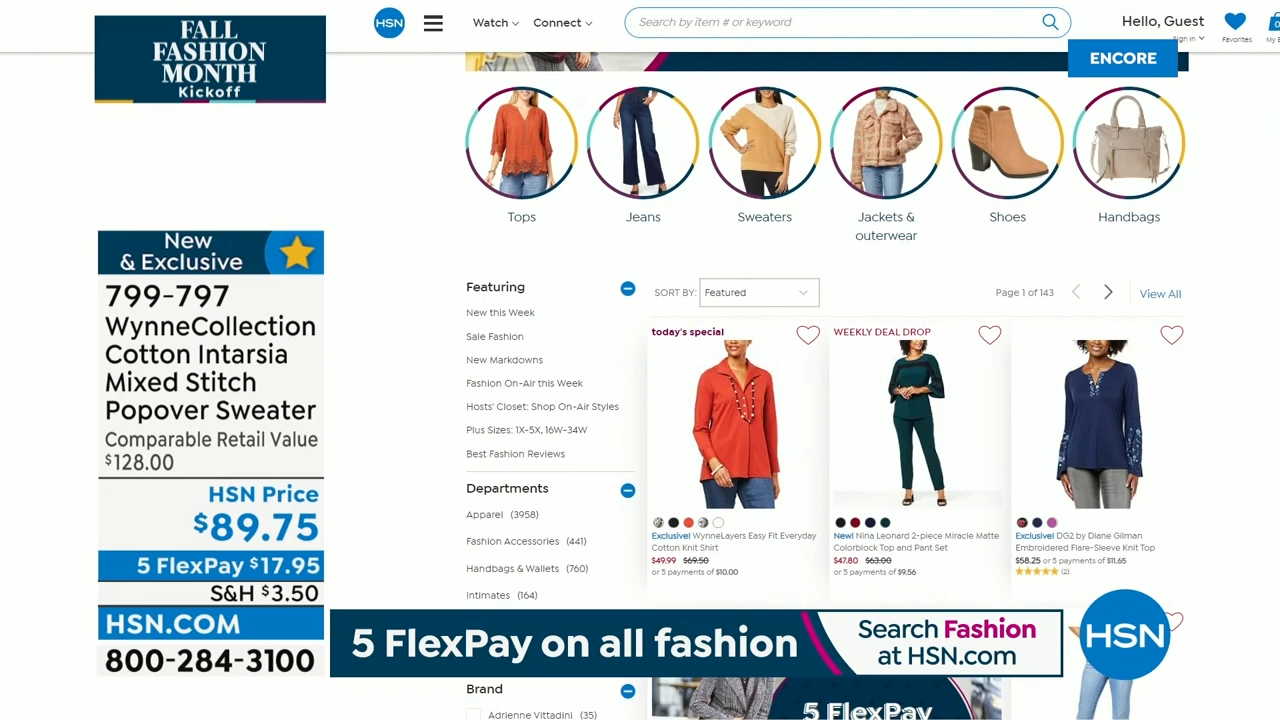 FALL
FASHION
MONTH
Kickoff
HSN
Watch
Connect
Search by item # or keyword
Hello, Guest
Sign In
Favorites
0
My
ENCORE
Tops
Jeans
Sweaters
Jackets &
outerwear
Shoes
Handbags
New
& Exclusive
799-797
WynneCollection
Cotton Intarsia
Mixed Stitch
Popover Sweater
Comparable Retail Value
$128.00
HSN Price
$89.75
5 FlexPay $17.95
S&H $3.50
HSN.COM
800-284-3100
Featuring
New this Week
Sale Fashion
New Markdowns
Fashion On-Air this Week
Hosts' Closet: Shop On-Air Styles
Plus Sizes: 1X-5X, 16W-34W
Best Fashion Reviews
Departments
Apparel (3958)
Fashion Accessories (441)
Handbags & Wallets (760)
Intimates (164)
Brand
Adrienne Vittadini (35)
SORT BY: Featured
Page 1 of 143
View All
today's special
Exclusive! WynneLayers Easy Fit Everyday
Cotton Knit Shirt
$49.99 $69.50
or 5 payments of $10.00
WEEKLY DEAL DROP
New! Nina Leonard 2-piece Miracle Matte
Colorblock Top and Pant Set
$47.80 $63.00
or 5 payments of $9.56
Exclusive! DG2 by Diane Gilman
Embroidered Flare-Sleeve Knit Top
$58.25 or 5 payments of $11.65
(2)
5 FlexPay on all fashion
Search Fashion
at HSN.com
HSN
5 FlexPay